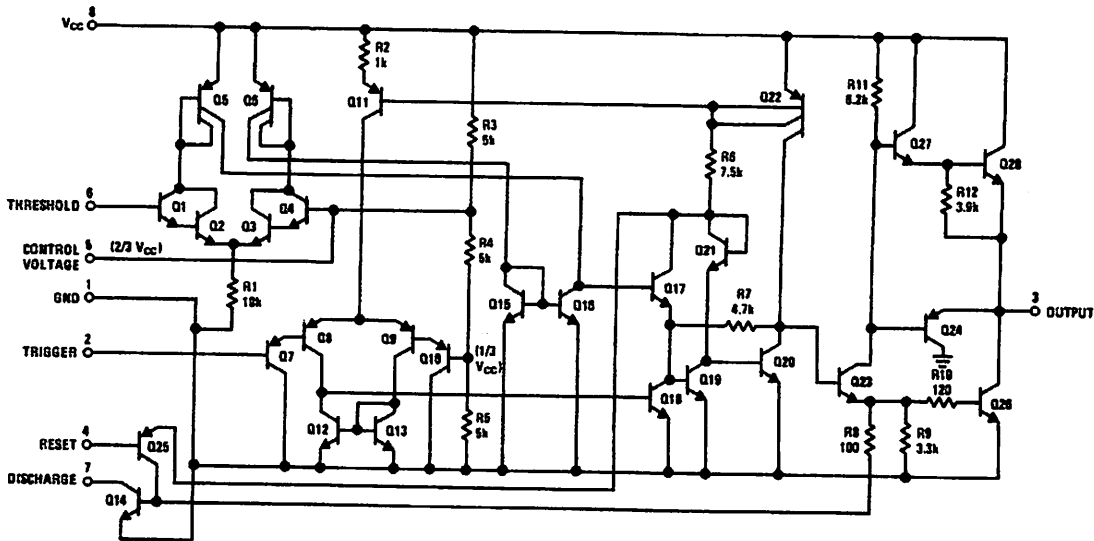 VCC 8
R2
1k
Q5
Q6
Q11
Q22
R11
6.2k
R3
5k
Q27
Q28
R6
7.5k
R12
3.9k
THRESHOLD 6
Q1
Q2
Q3
Q4
CONTROL VOLTAGE 5 (2/3 VCC)
R4
5k
Q21
GND 1
R1
Q15
Q16
Q17
R7
4.7k
3 OUTPUT
Q24
TRIGGER 2
Q7
Q8
Q9
Q10
(1/3 VCC)
Q18
Q19
Q20
Q23
R10
120
Q26
R5
5k
Q12
Q13
R8
100
R9
3.3k
RESET 4
Q25
DISCHARGE 7
Q14